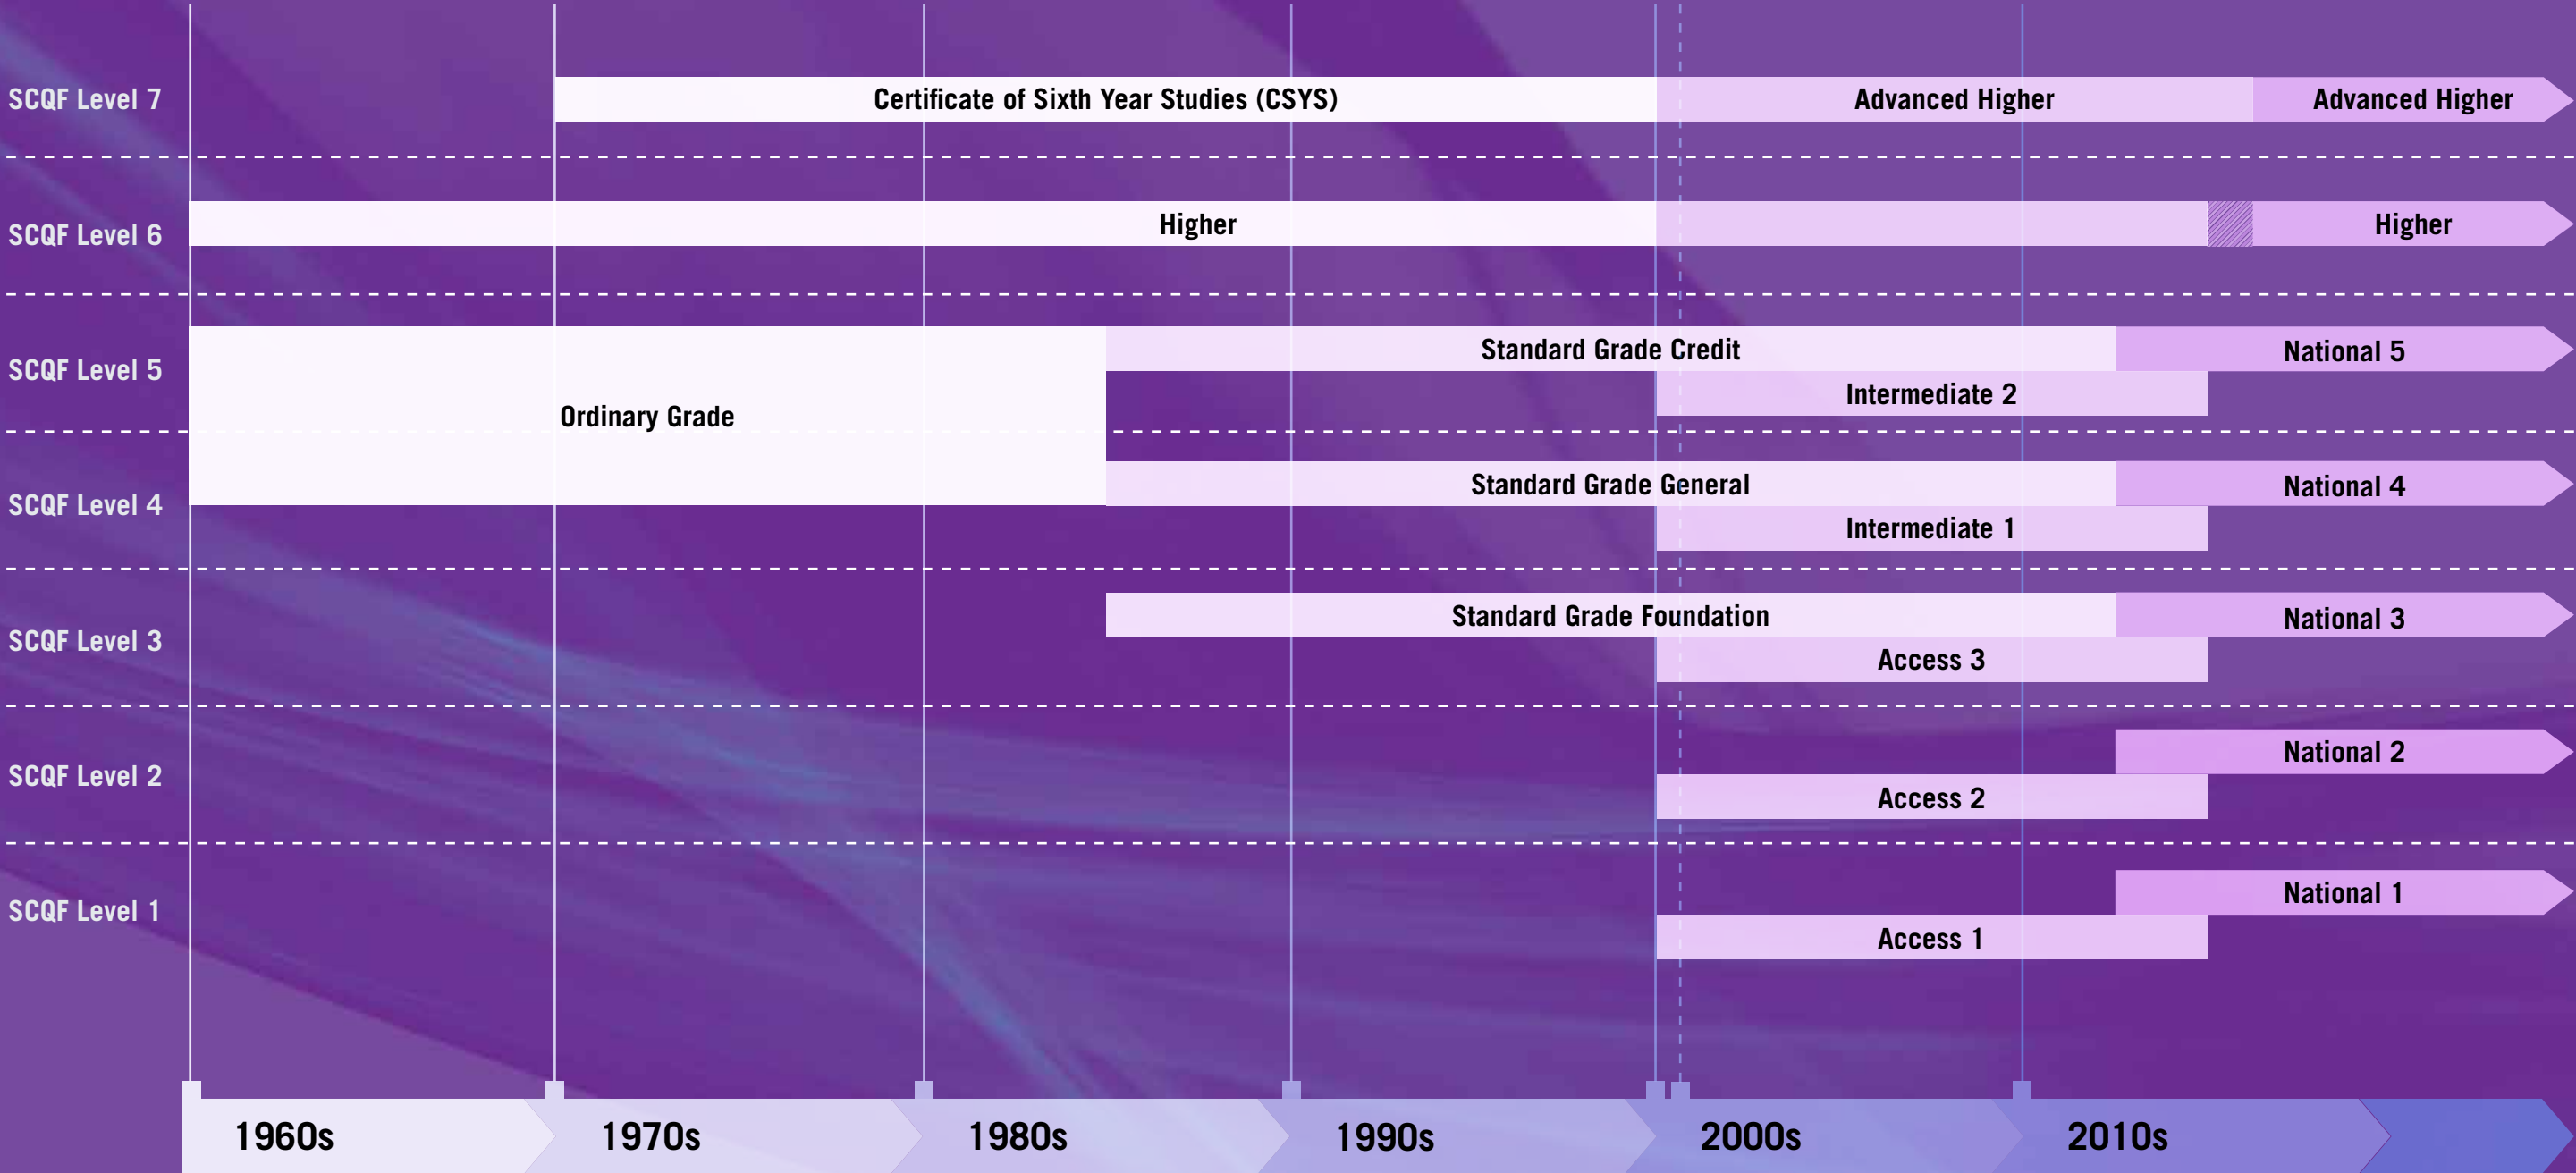 SCQF Level 7
Certificate of Sixth Year Studies (CSYS)
Advanced Higher
Advanced Higher
SCQF Level 6
Higher
Higher
SCQF Level 5
Ordinary Grade
Standard Grade Credit
National 5
Intermediate 2
SCQF Level 4
Standard Grade General
National 4
Intermediate 1
SCQF Level 3
Standard Grade Foundation
National 3
Access 3
SCQF Level 2
National 2
Access 2
SCQF Level 1
National 1
Access 1
1960s
1970s
1980s
1990s
2000s
2010s